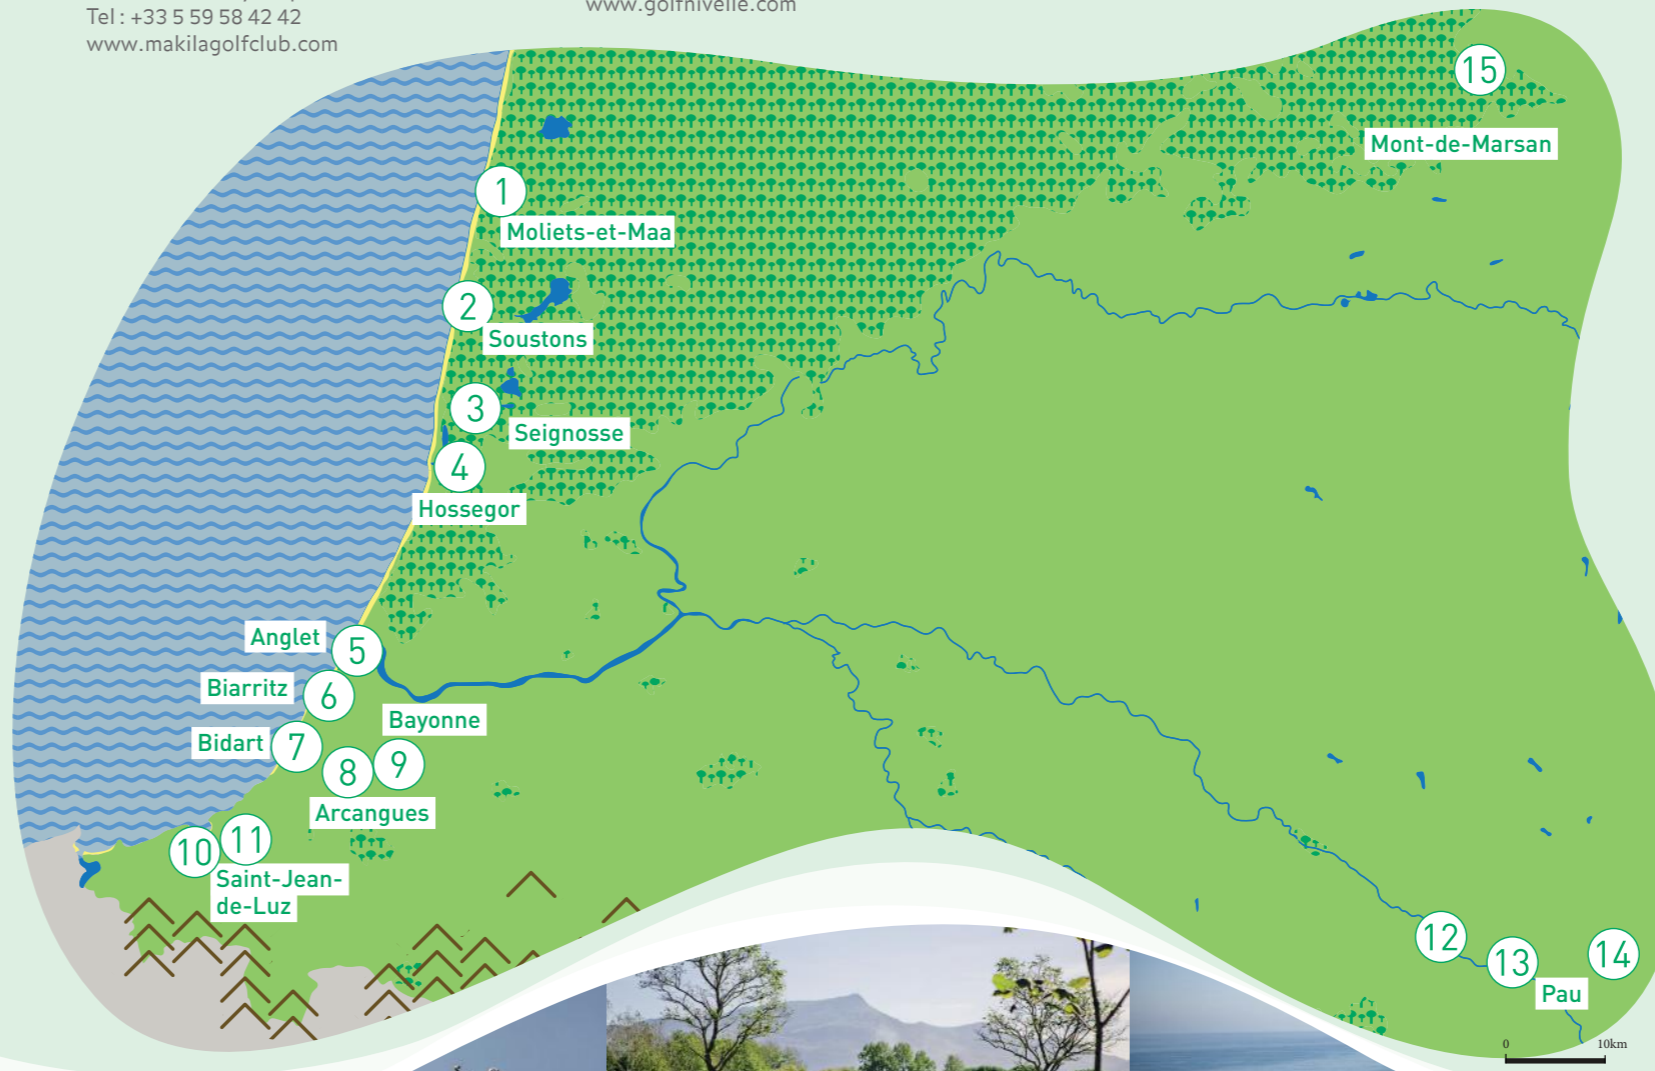 Tel : +33 5 59 58 42 42
www.makilagolfclub.com
www.golfnivelle.com
15
Mont-de-Marsan
1
Moliets-et-Maa
2
Soustons
3
Seignosse
4
Hossegor
Anglet
5
Biarritz
6
Bayonne
Bidart
7
8
9
Arcangues
10
11
Saint-Jean-
de-Luz
12
13
14
Pau
0
10km